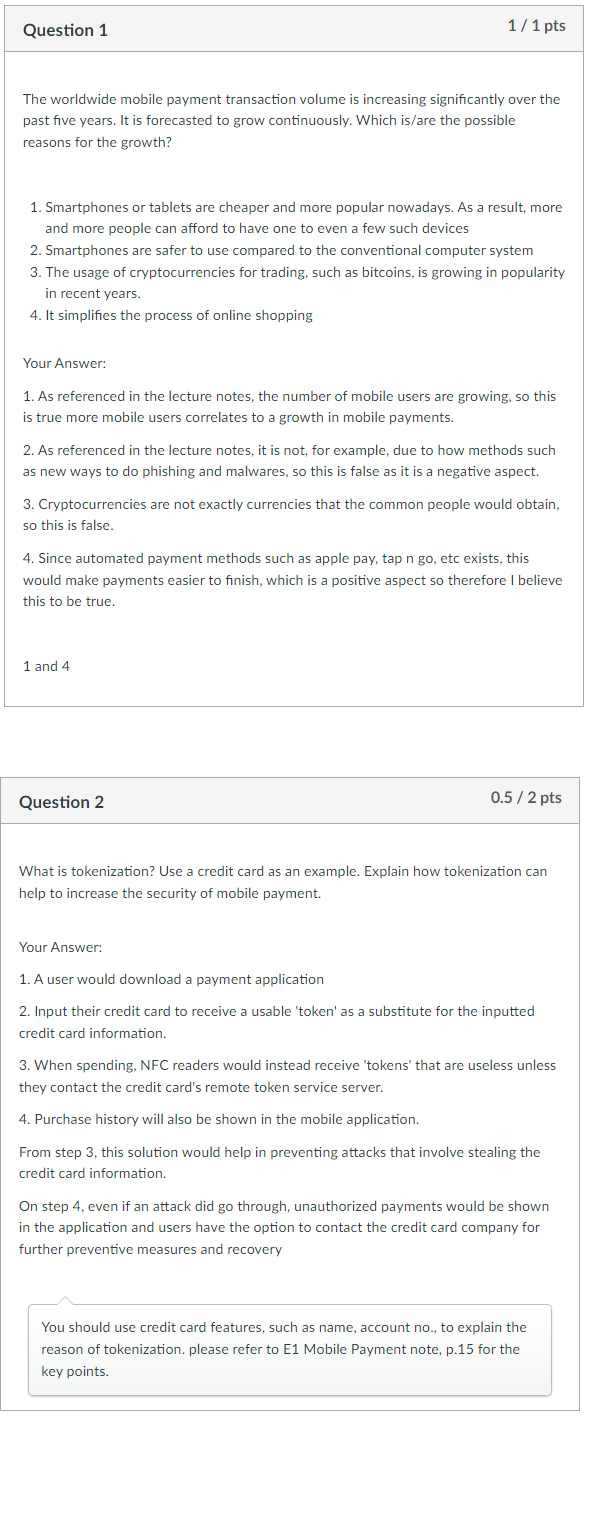 Question 1
1 / 1 pts
The worldwide mobile payment transaction volume is increasing significantly over the
past five years. It is forecasted to grow continuously. Which is/are the possible
reasons for the growth?
1. Smartphones or tablets are cheaper and more popular nowadays. As a result, more
and more people can afford to have one to even a few such devices
2. Smartphones are safer to use compared to the conventional computer system
3. The usage of cryptocurrencies for trading, such as bitcoins, is growing in popularity
in recent years.
4. It simplifies the process of online shopping
Your Answer:
1. As referenced in the lecture notes, the number of mobile users are growing, so this
is true more mobile users correlates to a growth in mobile payments.
2. As referenced in the lecture notes, it is not, for example, due to how methods such
as new ways to do phishing and malwares, so this is false as it is a negative aspect.
3. Cryptocurrencies are not exactly currencies that the common people would obtain,
so this is false.
4. Since automated payment methods such as apple pay, tap n go, etc exists, this
would make payments easier to finish, which is a positive aspect so therefore I believe
this to be true.
1 and 4
Question 2
0.5 / 2 pts
What is tokenization? Use a credit card as an example. Explain how tokenization can
help to increase the security of mobile payment.
Your Answer:
1. A user would download a payment application
2. Input their credit card to receive a usable 'token' as a substitute for the inputted
credit card information.
3. When spending, NFC readers would instead receive 'tokens' that are useless unless
they contact the credit card's remote token service server.
4. Purchase history will also be shown in the mobile application.
From step 3, this solution would help in preventing attacks that involve stealing the
credit card information.
On step 4, even if an attack did go through, unauthorized payments would be shown
in the application and users have the option to contact the credit card company for
further preventive measures and recovery
You should use credit card features, such as name, account no., to explain the
reason of tokenization. please refer to E1 Mobile Payment note, p.15 for the
key points.